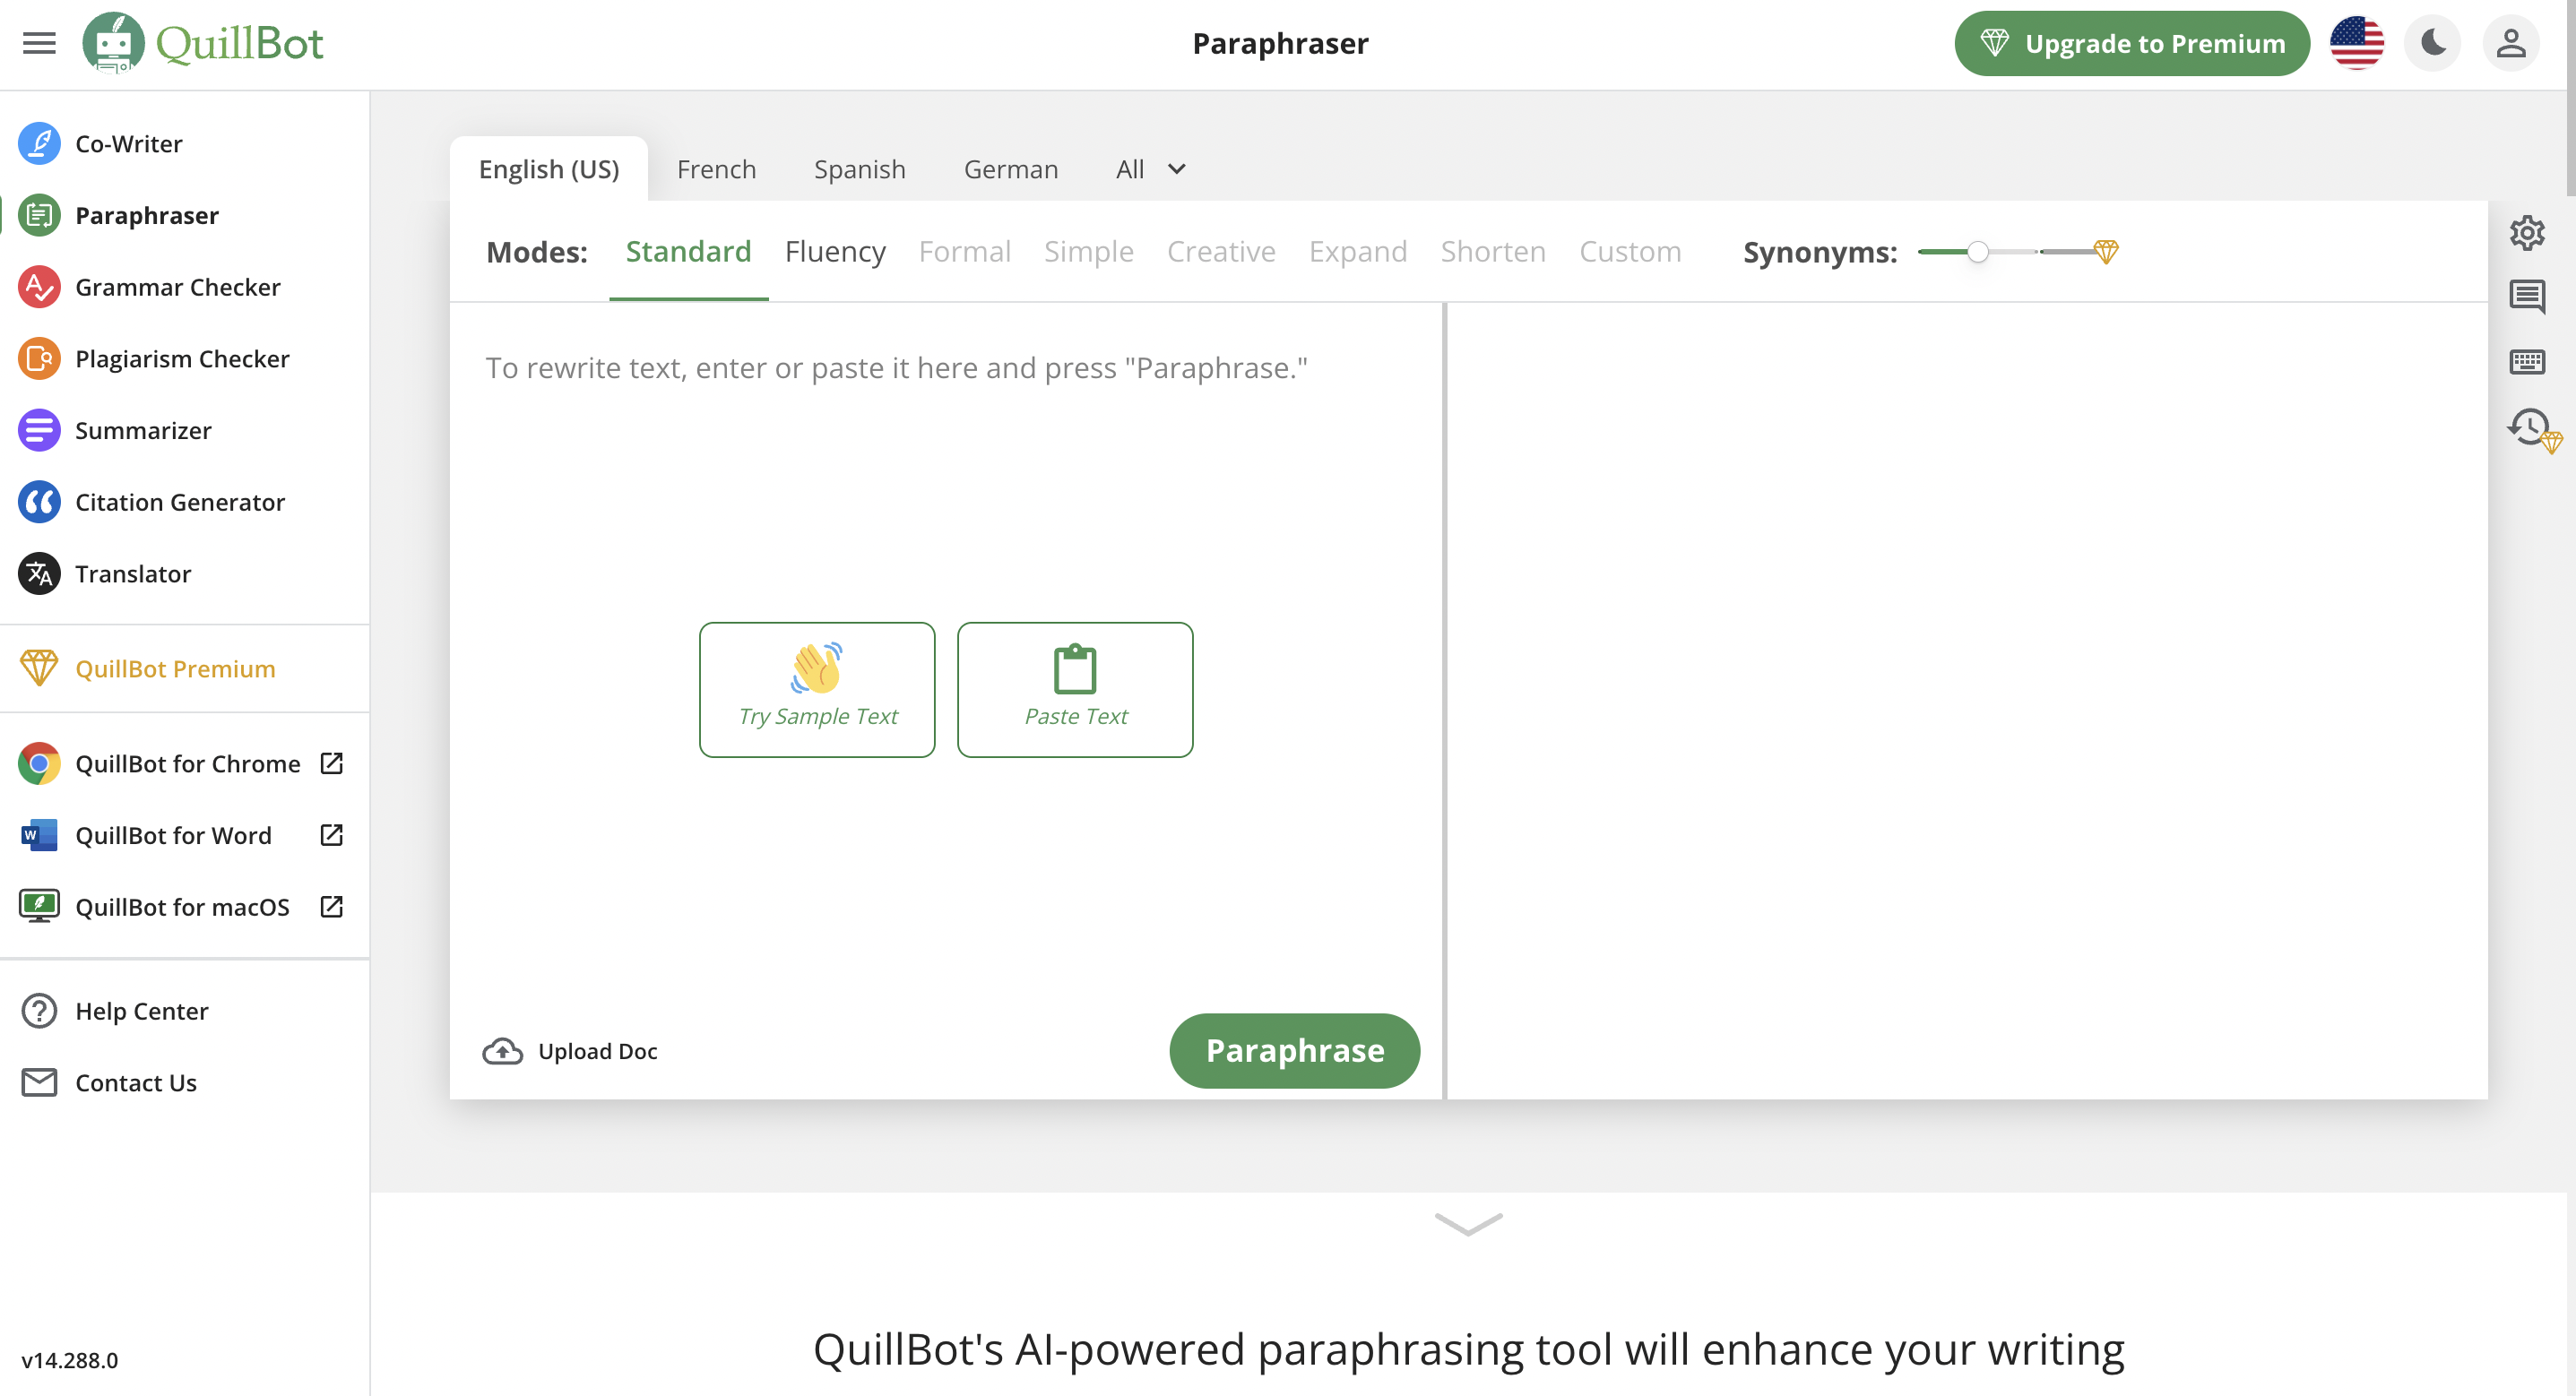 QuillBot
Paraphraser
Upgrade to Premium
Co-Writer
Paraphraser
Grammar Checker
Plagiarism Checker
Summarizer
Citation Generator
Translator
QuillBot Premium
QuillBot for Chrome
QuillBot for Word
QuillBot for macOS
Help Center
Contact Us
v14.288.0
English (US) French Spanish German All
Modes: Standard Fluency Formal Simple Creative Expand Shorten Custom Synonyms:
To rewrite text, enter or paste it here and press "Paraphrase."
Try Sample Text Paste Text
Upload Doc Paraphrase
QuillBot's AI-powered paraphrasing tool will enhance your writing